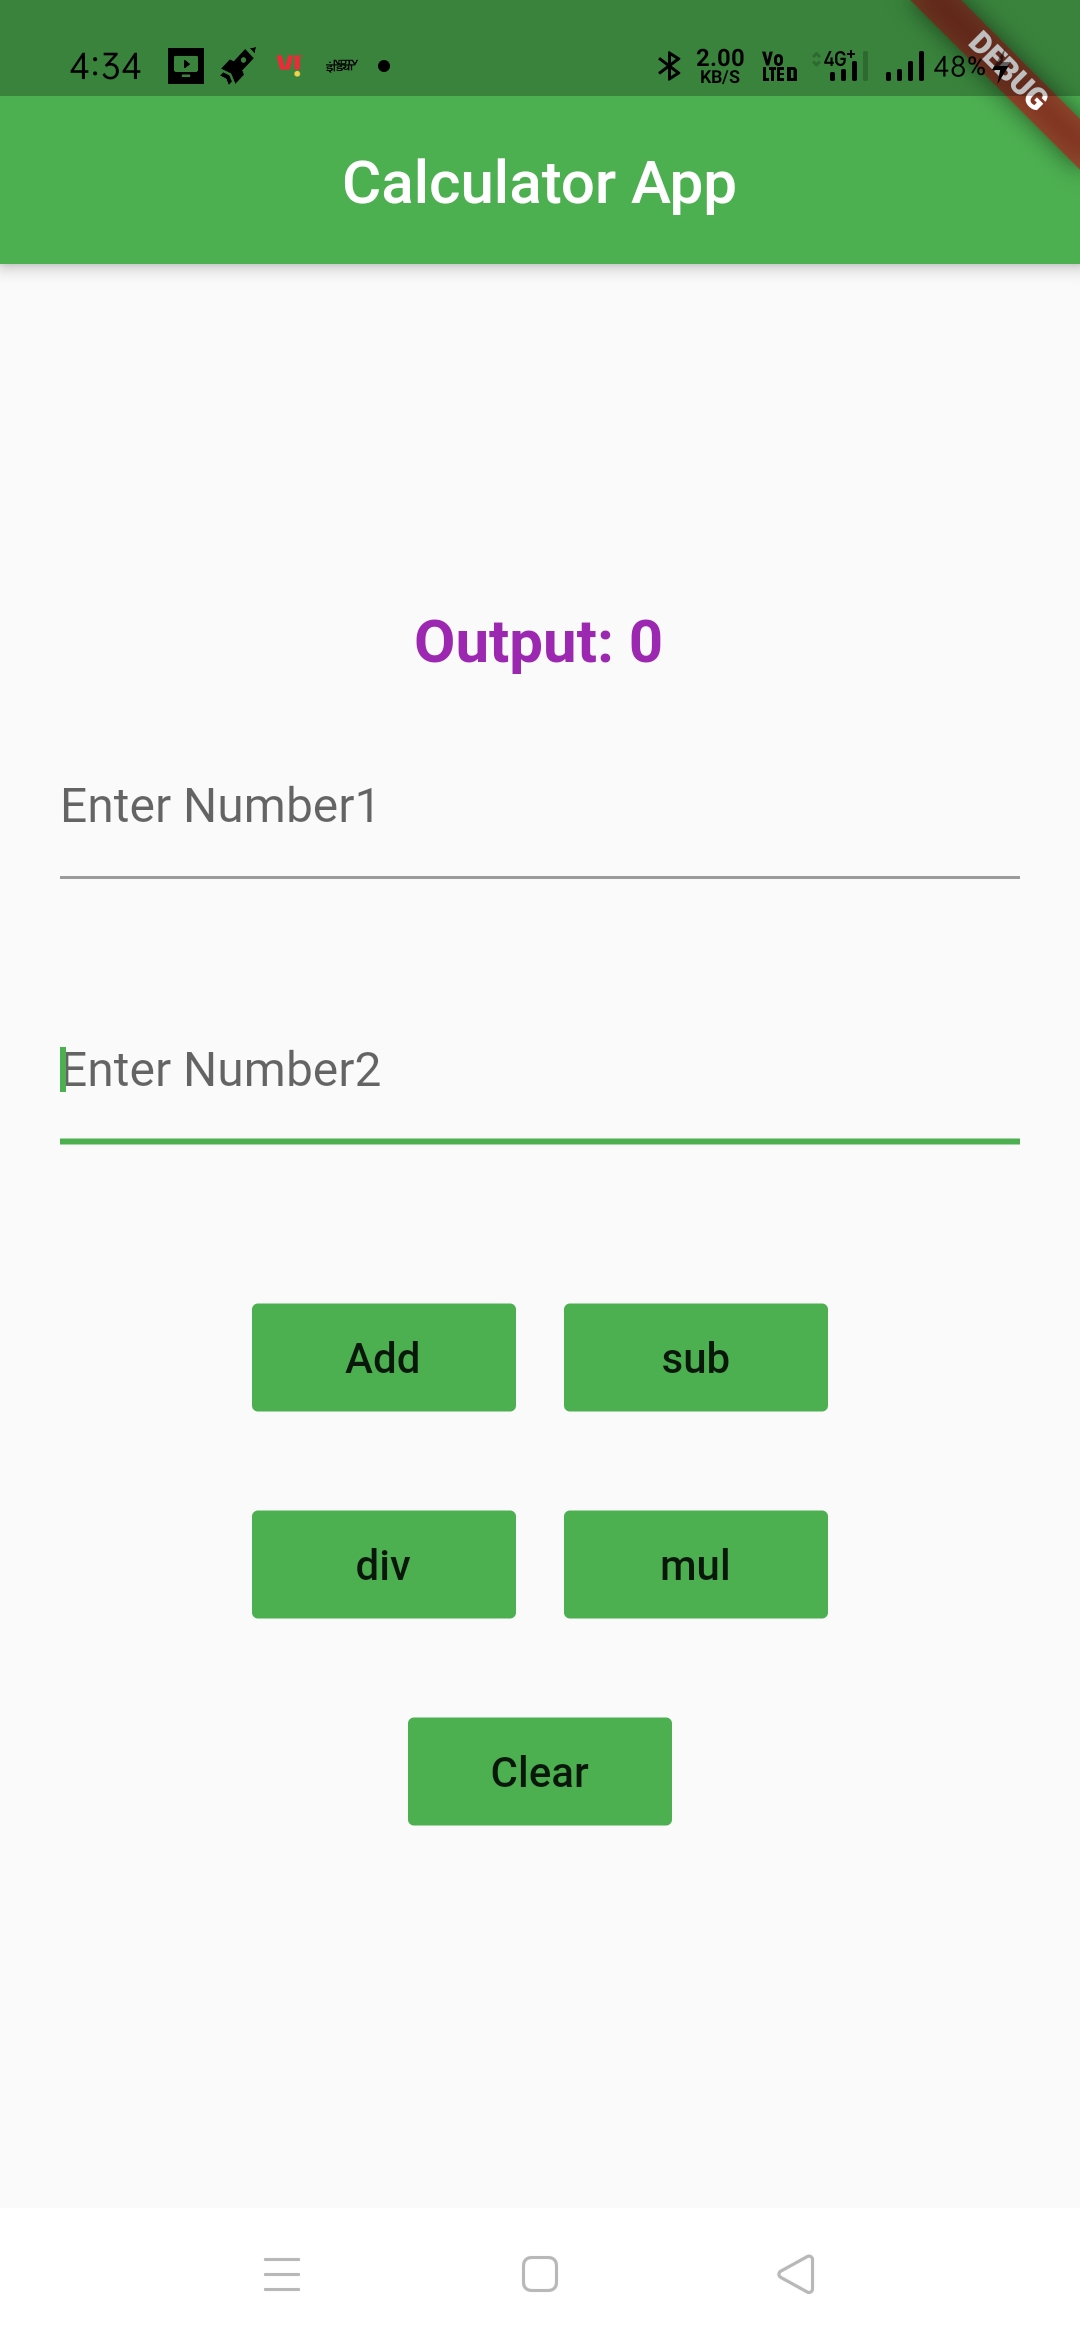 4:34 2.00 KB/S Vo LTE 4G+ 48%
DEBUG
Calculator App
Output: 0
Enter Number1
Enter Number2
Add sub
div mul
Clear